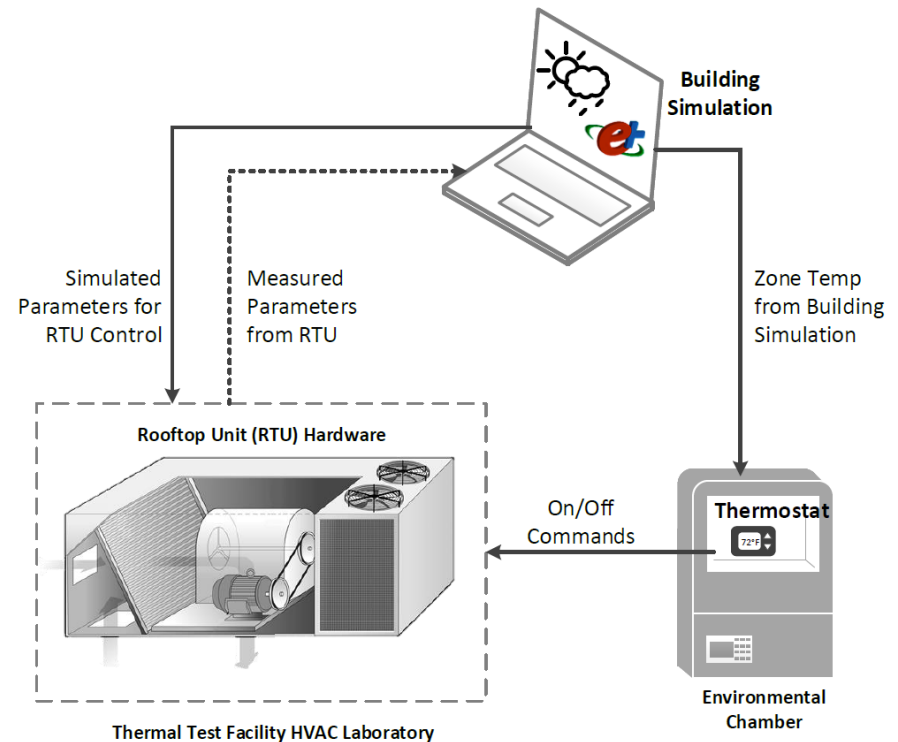 Building
Simulation
e+
Simulated
Parameters for
RTU Control
Measured
Parameters
from RTU
Zone Temp
from Building
Simulation
Rooftop Unit (RTU) Hardware
On/Off
Commands
Thermostat
72°F
Environmental
Chamber
Thermal Test Facility HVAC Laboratory